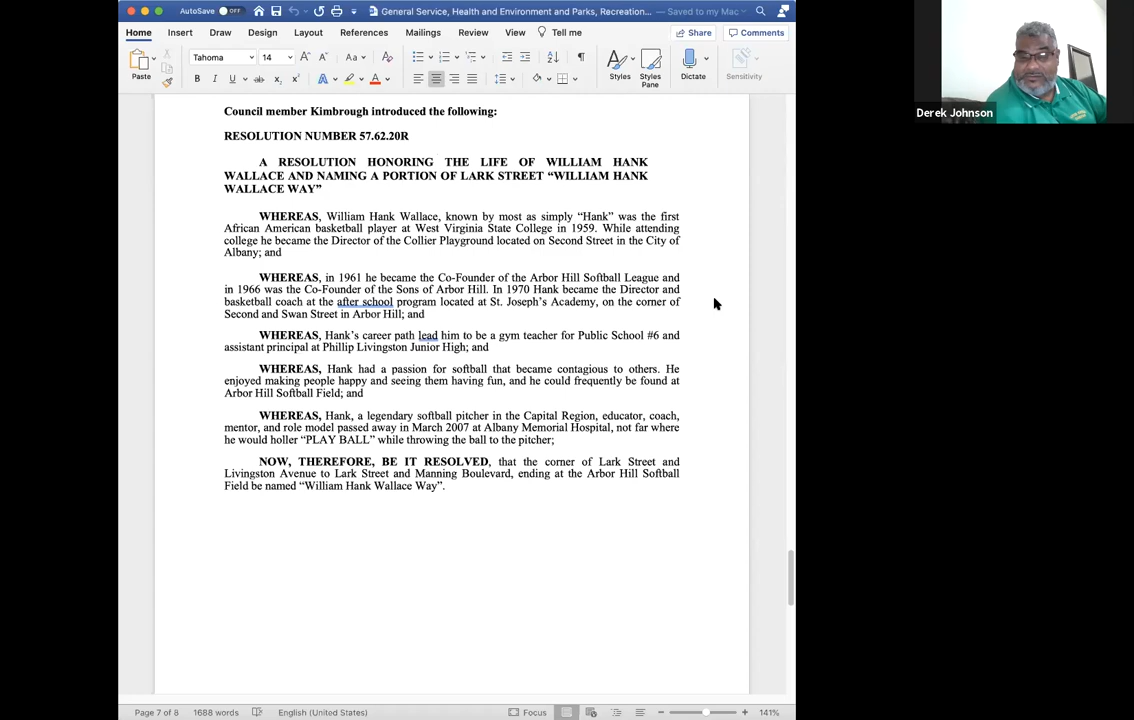 AutoSave OFF General Service, Health and Environment and Parks, Recreation... — Saved to my Mac
Home Insert Draw Design Layout References Mailings Review View Tell me Share Comments
Paste Tahoma 14 Aa Styles Styles Pane Dictate Sensitivity
B I U ab x₂ x² A A
Council member Kimbrough introduced the following:
RESOLUTION NUMBER 57.62.20R
A RESOLUTION HONORING THE LIFE OF WILLIAM HANK
WALLACE AND NAMING A PORTION OF LARK STREET “WILLIAM HANK
WALLACE WAY”
WHEREAS, William Hank Wallace, known by most as simply “Hank” was the first
African American basketball player at West Virginia State College in 1959. While attending
college he became the Director of the Collier Playground located on Second Street in the City of
Albany; and
WHEREAS, in 1961 he became the Co-Founder of the Arbor Hill Softball League and
in 1966 was the Co-Founder of the Sons of Arbor Hill. In 1970 Hank became the Director and
basketball coach at the after school program located at St. Joseph’s Academy, on the corner of
Second and Swan Street in Arbor Hill; and
WHEREAS, Hank’s career path lead him to be a gym teacher for Public School #6 and
assistant principal at Phillip Livingston Junior High; and
WHEREAS, Hank had a passion for softball that became contagious to others. He
enjoyed making people happy and seeing them having fun, and he could frequently be found at
Arbor Hill Softball Field; and
WHEREAS, Hank, a legendary softball pitcher in the Capital Region, educator, coach,
mentor, and role model passed away in March 2007 at Albany Memorial Hospital, not far where
he would holler “PLAY BALL” while throwing the ball to the pitcher;
NOW, THEREFORE, BE IT RESOLVED, that the corner of Lark Street and
Livingston Avenue to Lark Street and Manning Boulevard, ending at the Arbor Hill Softball
Field be named “William Hank Wallace Way”.
Page 7 of 8 1688 words English (United States) Focus 141%
Derek Johnson